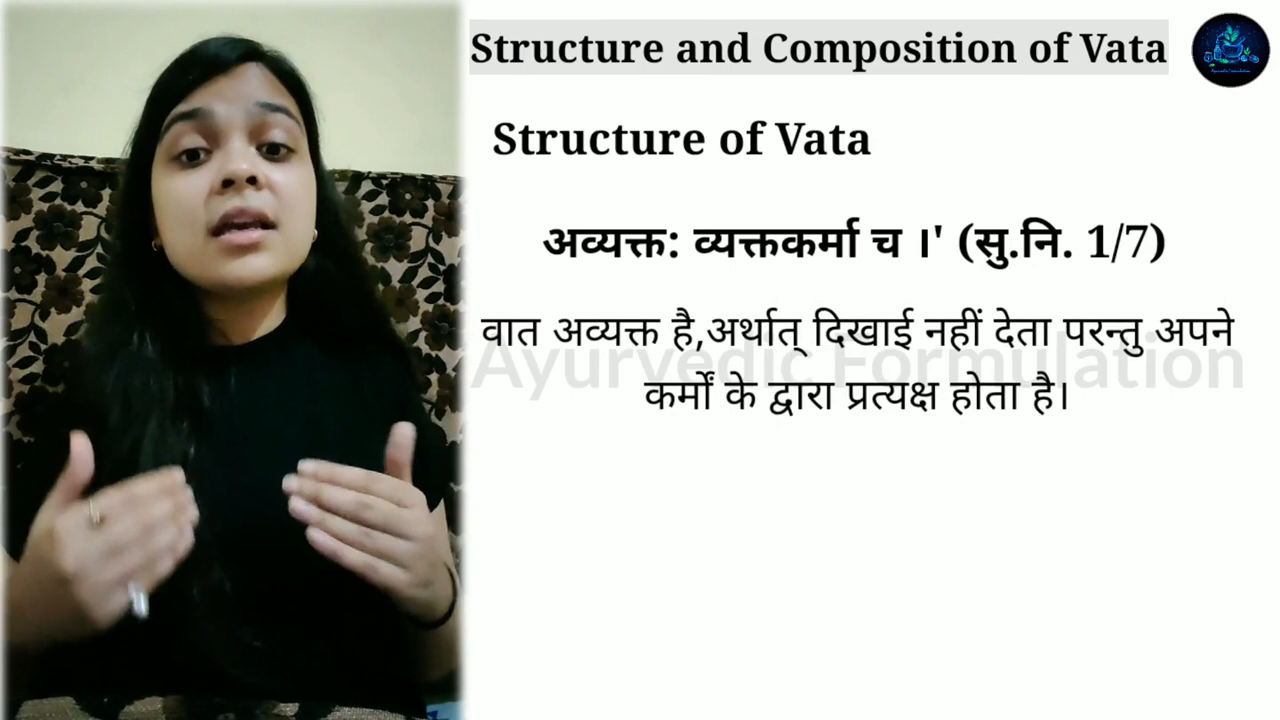 Structure and Composition of Vata
Structure of Vata
अव्यक्त: व्यक्तकर्मा च ।' (सु.नि. 1/7)
वात अव्यक्त है,अर्थात् दिखाई नहीं देता परन्तु अपने
कर्मों के द्वारा प्रत्यक्ष होता है।
Ayurvedic Formulation